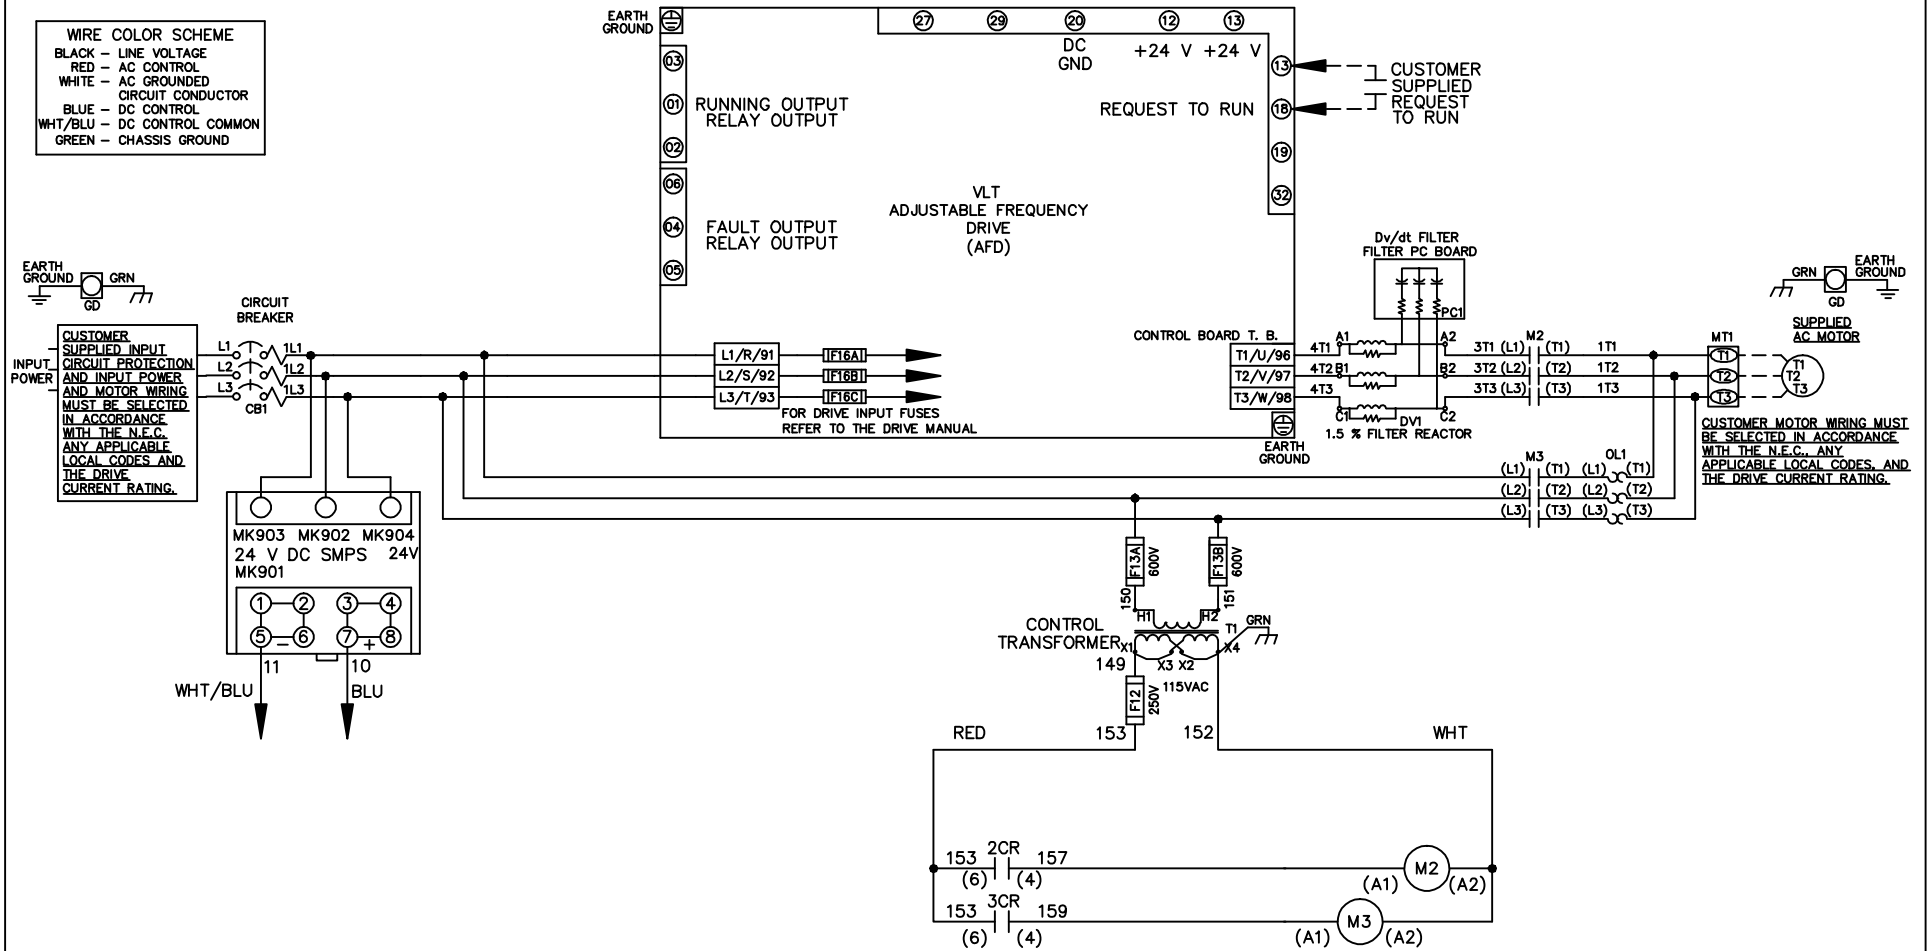 WIRE COLOR SCHEME
BLACK – LINE VOLTAGE
RED – AC CONTROL
WHITE – AC GROUNDED
CIRCUIT CONDUCTOR
BLUE – DC CONTROL
WHT/BLU – DC CONTROL COMMON
GREEN – CHASSIS GROUND
EARTH
GROUND
27 29 20 12 13
DC
GND
+24 V +24 V
03
01
02
RUNNING OUTPUT
RELAY OUTPUT
06
04
05
FAULT OUTPUT
RELAY OUTPUT
REQUEST TO RUN
13
18
19
32
CUSTOMER
SUPPLIED
REQUEST
TO RUN
VLT
ADJUSTABLE FREQUENCY
DRIVE
(AFD)
EARTH
GROUND
GRN
GD
INPUT
POWER
CUSTOMER
SUPPLIED INPUT
CIRCUIT PROTECTION
AND INPUT POWER
AND MOTOR WIRING
MUST BE SELECTED
IN ACCORDANCE
WITH THE N.E.C.
ANY APPLICABLE
LOCAL CODES AND
THE DRIVE
CURRENT RATING.
CIRCUIT
BREAKER
L1 1L1
L2 1L2
L3 1L3
CB1
L1/R/91 F16A
L2/S/92 F16B
L3/T/93 F16C
FOR DRIVE INPUT FUSES
REFER TO THE DRIVE MANUAL
CONTROL BOARD T. B.
T1/U/96
T2/V/97
T3/W/98
EARTH
GROUND
Dv/dt FILTER
FILTER PC BOARD
PC1
4T1 A1 A2
4T2 B1 B2
4T3 C1 C2
DV1
1.5 % FILTER REACTOR
M2
3T1 (L1) (T1) 1T1
3T2 (L2) (T2) 1T2
3T3 (L3) (T3) 1T3
MT1
T1
T2
T3
T1
T2
T3
GRN
GD
EARTH
GROUND
SUPPLIED
AC MOTOR
CUSTOMER MOTOR WIRING MUST
BE SELECTED IN ACCORDANCE
WITH THE N.E.C., ANY
APPLICABLE LOCAL CODES, AND
THE DRIVE CURRENT RATING.
M3 OL1
(L1) (T1) (L1) (T1)
(L2) (T2) (L2) (T2)
(L3) (T3) (L3) (T3)
MK903 MK902 MK904
24 V DC SMPS 24V
MK901
1 2 3 4
5 – 6 7 + 8
11 10
WHT/BLU BLU
F13A 600V
F13B 600V
150 151
H1 H2
CONTROL
TRANSFORMER
T1
GRN
X1 X3 X2 X4
149
115VAC
F12 250V
153 152
RED WHT
153 2CR 157
(6) (4)
M2
(A1) (A2)
153 3CR 159
(6) (4)
M3
(A1) (A2)